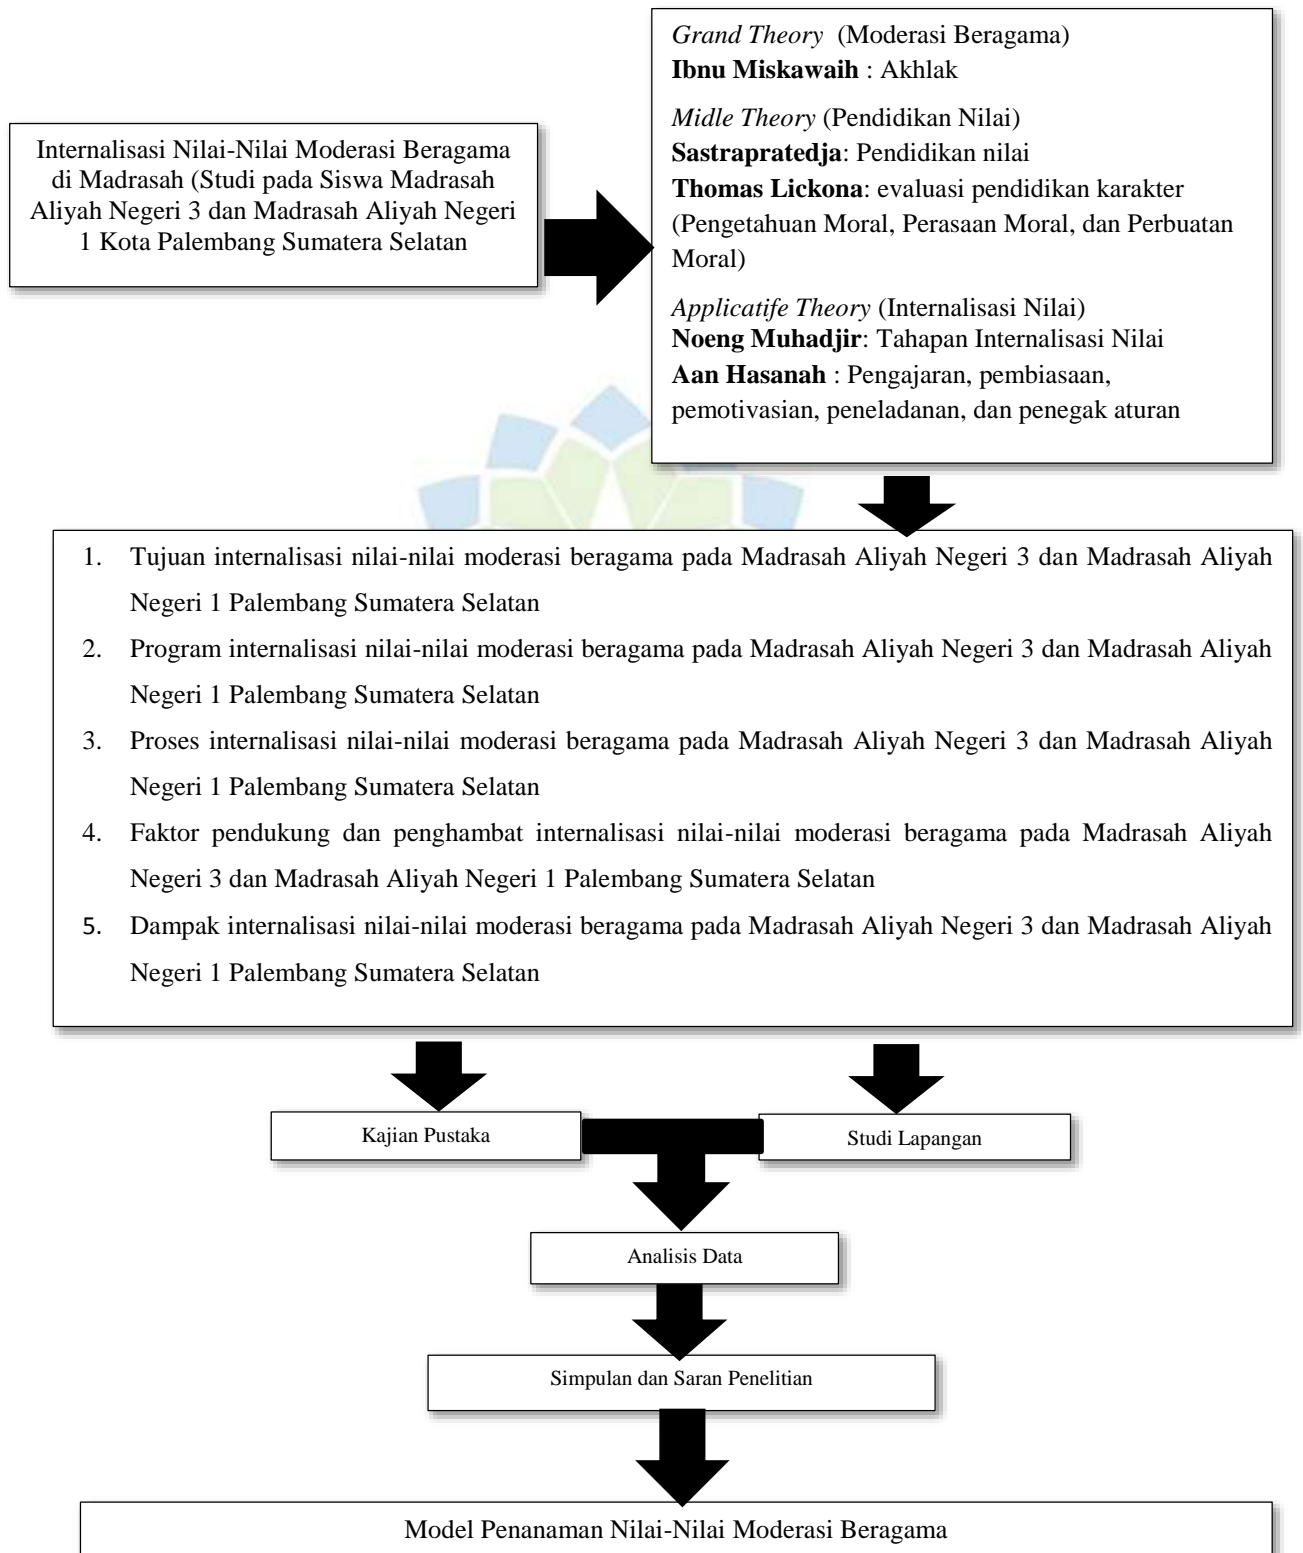 Grand Theory (Moderasi Beragama)
Ibnu Miskawaih : Akhlak
Midle Theory (Pendidikan Nilai)
Sastrapratedja: Pendidikan nilai
Thomas Lickona: evaluasi pendidikan karakter
(Pengetahuan Moral, Perasaan Moral, dan Perbuatan
Moral)
Applicatife Theory (Internalisasi Nilai)
Noeng Muhadjir: Tahapan Internalisasi Nilai
Aan Hasanah : Pengajaran, pembiasaan,
pemotivasian, peneladanan, dan penegak aturan
Internalisasi Nilai-Nilai Moderasi Beragama
di Madrasah (Studi pada Siswa Madrasah
Aliyah Negeri 3 dan Madrasah Aliyah Negeri
1 Kota Palembang Sumatera Selatan
1. Tujuan internalisasi nilai-nilai moderasi beragama pada Madrasah Aliyah Negeri 3 dan Madrasah Aliyah
Negeri 1 Palembang Sumatera Selatan
2. Program internalisasi nilai-nilai moderasi beragama pada Madrasah Aliyah Negeri 3 dan Madrasah Aliyah
Negeri 1 Palembang Sumatera Selatan
3. Proses internalisasi nilai-nilai moderasi beragama pada Madrasah Aliyah Negeri 3 dan Madrasah Aliyah
Negeri 1 Palembang Sumatera Selatan
4. Faktor pendukung dan penghambat internalisasi nilai-nilai moderasi beragama pada Madrasah Aliyah
Negeri 3 dan Madrasah Aliyah Negeri 1 Palembang Sumatera Selatan
5. Dampak internalisasi nilai-nilai moderasi beragama pada Madrasah Aliyah Negeri 3 dan Madrasah Aliyah
Negeri 1 Palembang Sumatera Selatan
Kajian Pustaka
Studi Lapangan
Analisis Data
Simpulan dan Saran Penelitian
Model Penanaman Nilai-Nilai Moderasi Beragama